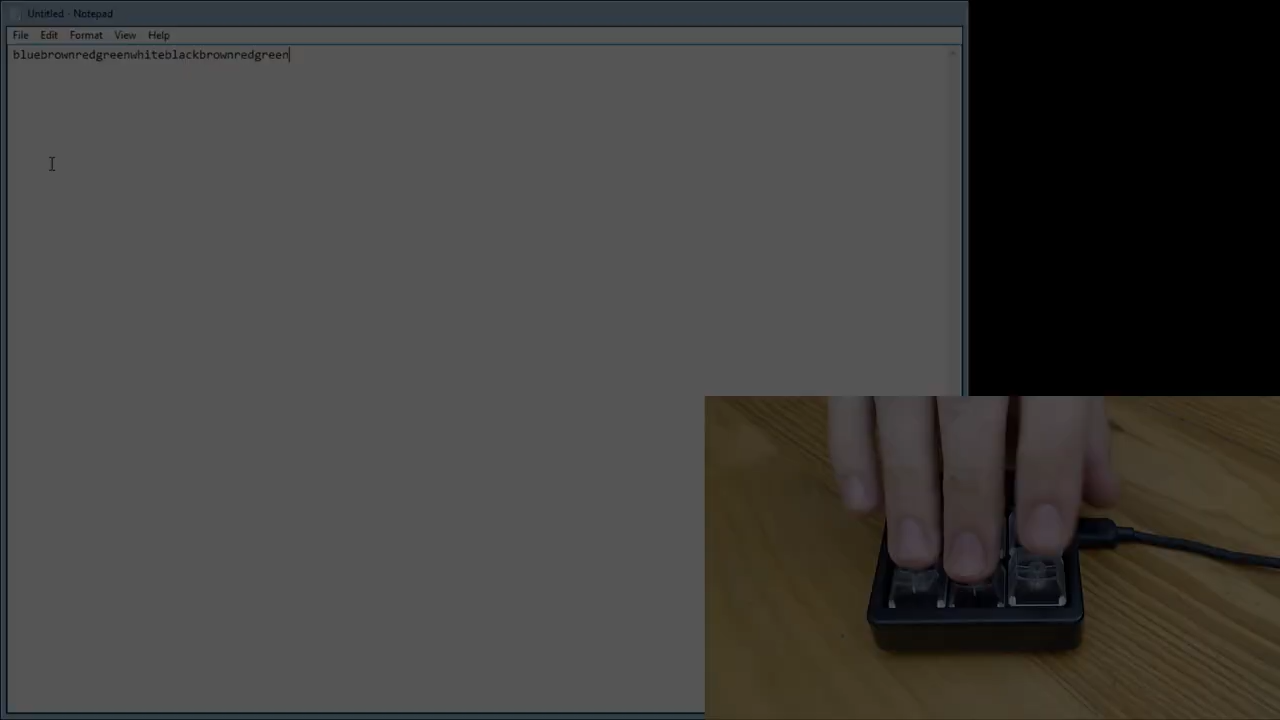 Untitled - Notepad
File Edit Format View Help
bluebrownredgreenwhiteblackbrownredgreen